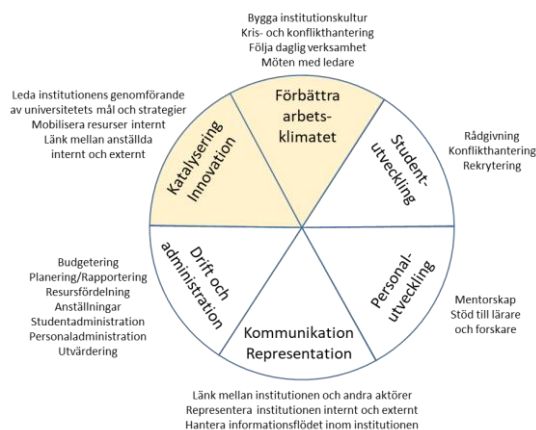 Bygga institutionskultur
Kris- och konflikthantering
Följa daglig verksamhet
Möten med ledare
Förbättra
arbets-
klimatet
Student-
utveckling
Rådgivning
Konflikthantering
Rekrytering
Personal-
utveckling
Mentorskap
Stöd till lärare
och forskare
Kommunikation
Representation
Länk mellan institutionen och andra aktörer
Representera institutionen internt och externt
Hantera informationsflödet inom institutionen
Drift och
administration
Budgetering
Planering/Rapportering
Resursfördelning
Anställningar
Studentadministration
Personaladministration
Utvärdering
Katalysering
Innovation
Leda institutionens genomförande
av universitetets mål och strategier
Mobilisera resurser internt
Länk mellan anställda
internt och externt